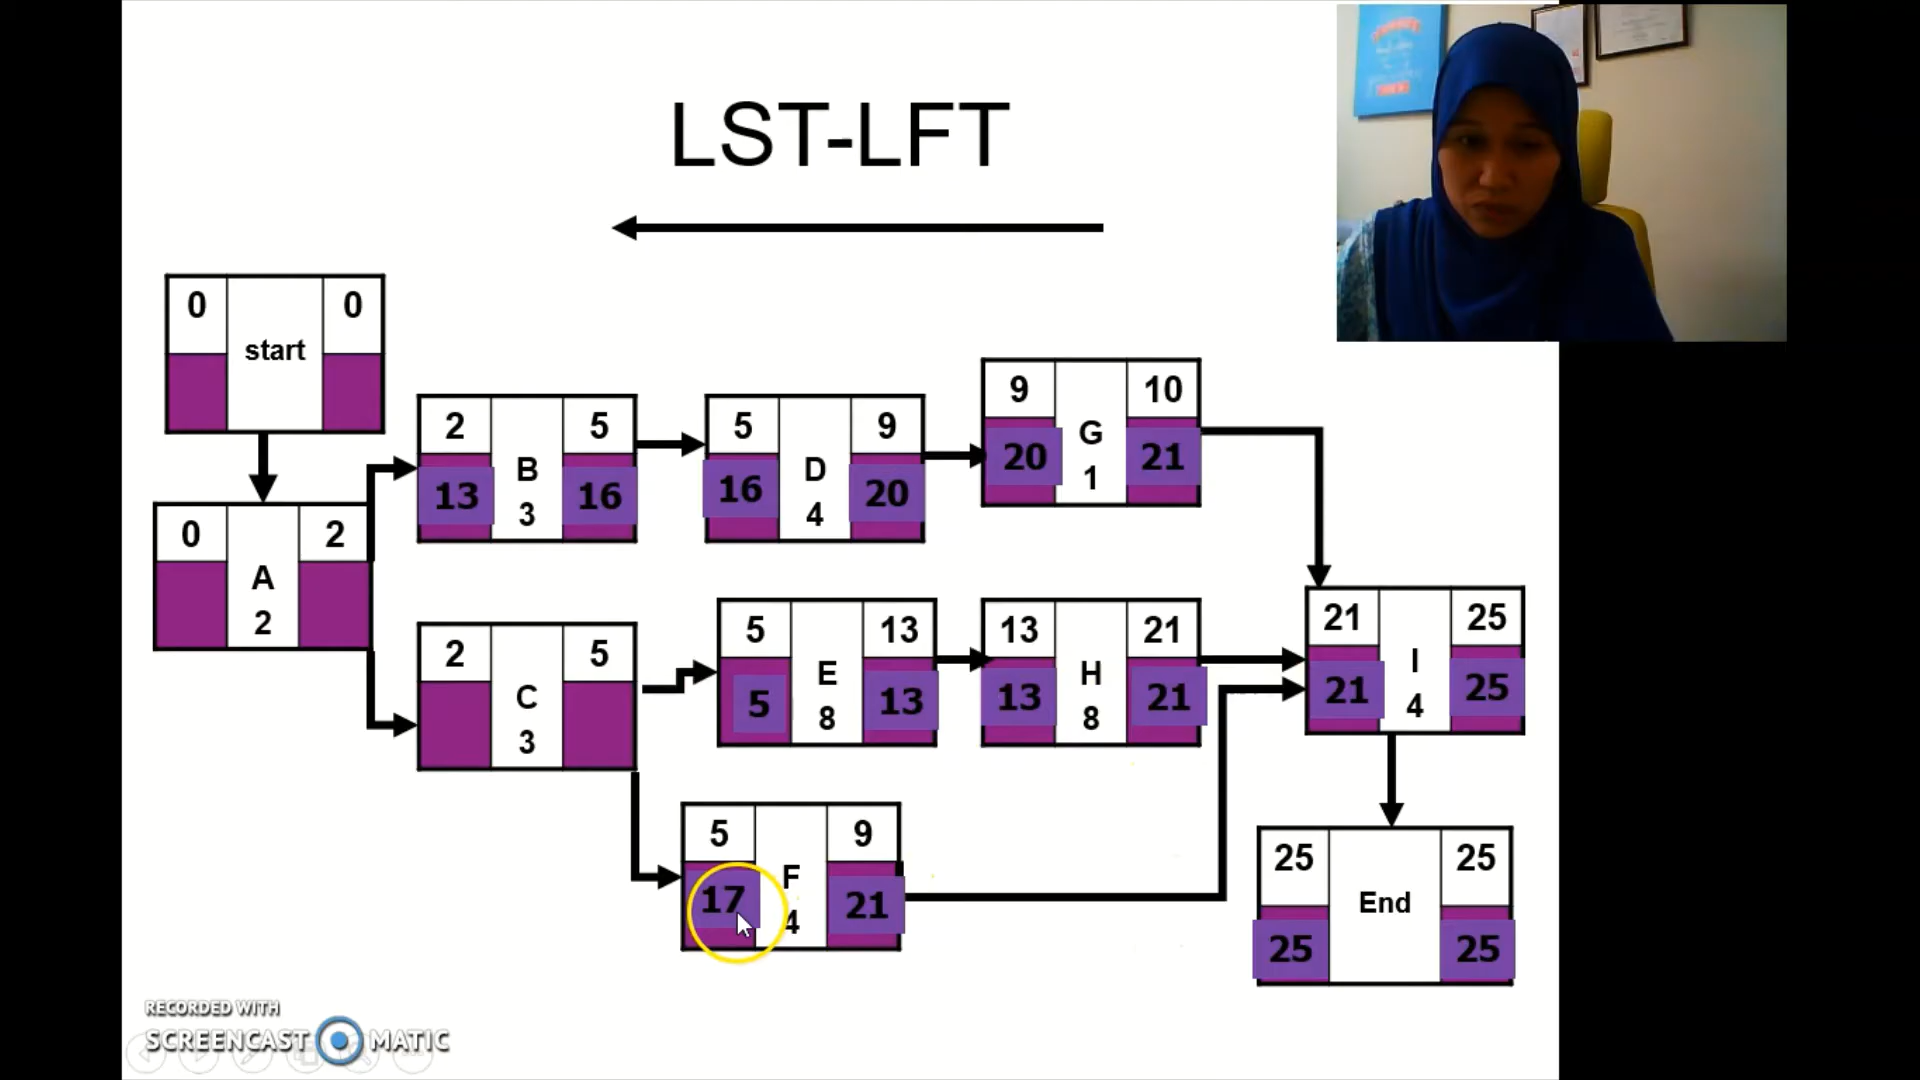 LST-LFT
0 start 0
0 2
A
2
2 5
B
13 16
3
5 9
D
16 20
4
9 10
G
20 21
1
2 5
C
3
5 13
E
5 13
8
13 21
H
13 21
8
21 25
I
21 25
4
5 9
F
17 21
4
25 25
End
25 25
RECORDED WITH
SCREENCAST MATIC